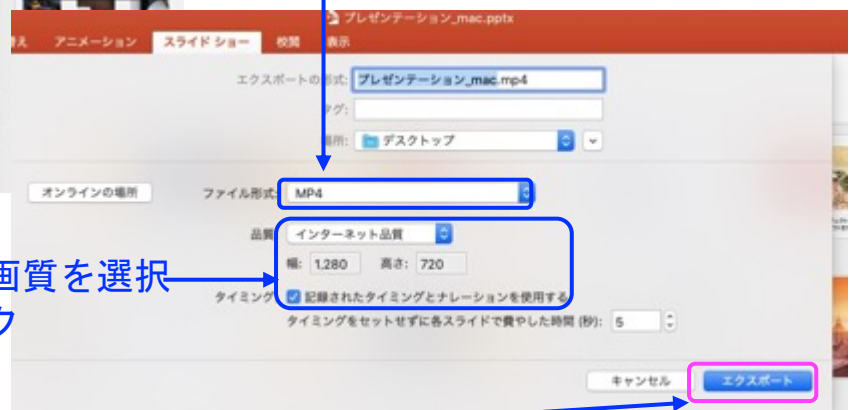 プレゼンテーション_mac.pptx
アニメーション スライド ショー 校閲 表示
エクスポートの形式: プレゼンテーション_mac.mp4
タグ:
場所: デスクトップ
オンラインの場所 ファイル形式: MP4
品質 インターネット品質
幅: 1,280 高さ: 720
画質を選択
タイミング 記録されたタイミングとナレーションを使用する
ク
タイミングをセットせずに各スライドで費やした時間 (秒): 5
キャンセル エクスポート